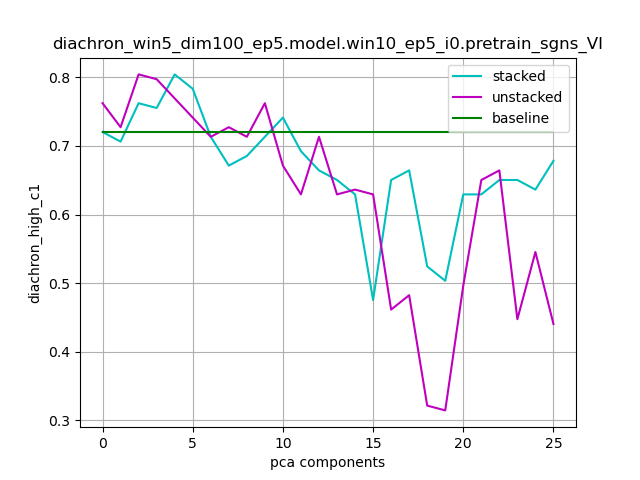 diachron_win5_dim100_ep5.model.win10_ep5_i0.pretrain_sgns_VI
stacked
unstacked
baseline
0.8
0.7
0.6
0.5
0.4
0.3
diachron_high_c1
0 5 10 15 20 25
pca components